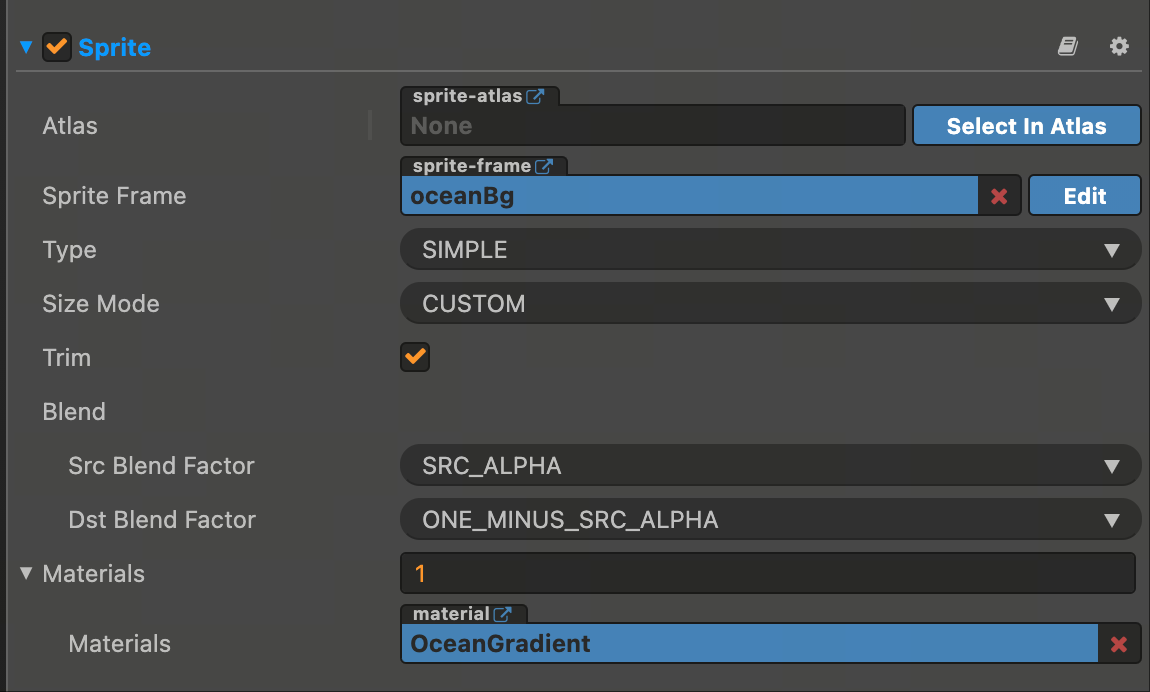 Sprite
sprite-atlas
Atlas
None
Select In Atlas
sprite-frame
Sprite Frame
oceanBg
Edit
Type
SIMPLE
Size Mode
CUSTOM
Trim
Blend
Src Blend Factor
SRC_ALPHA
Dst Blend Factor
ONE_MINUS_SRC_ALPHA
Materials
1
material
Materials
OceanGradient